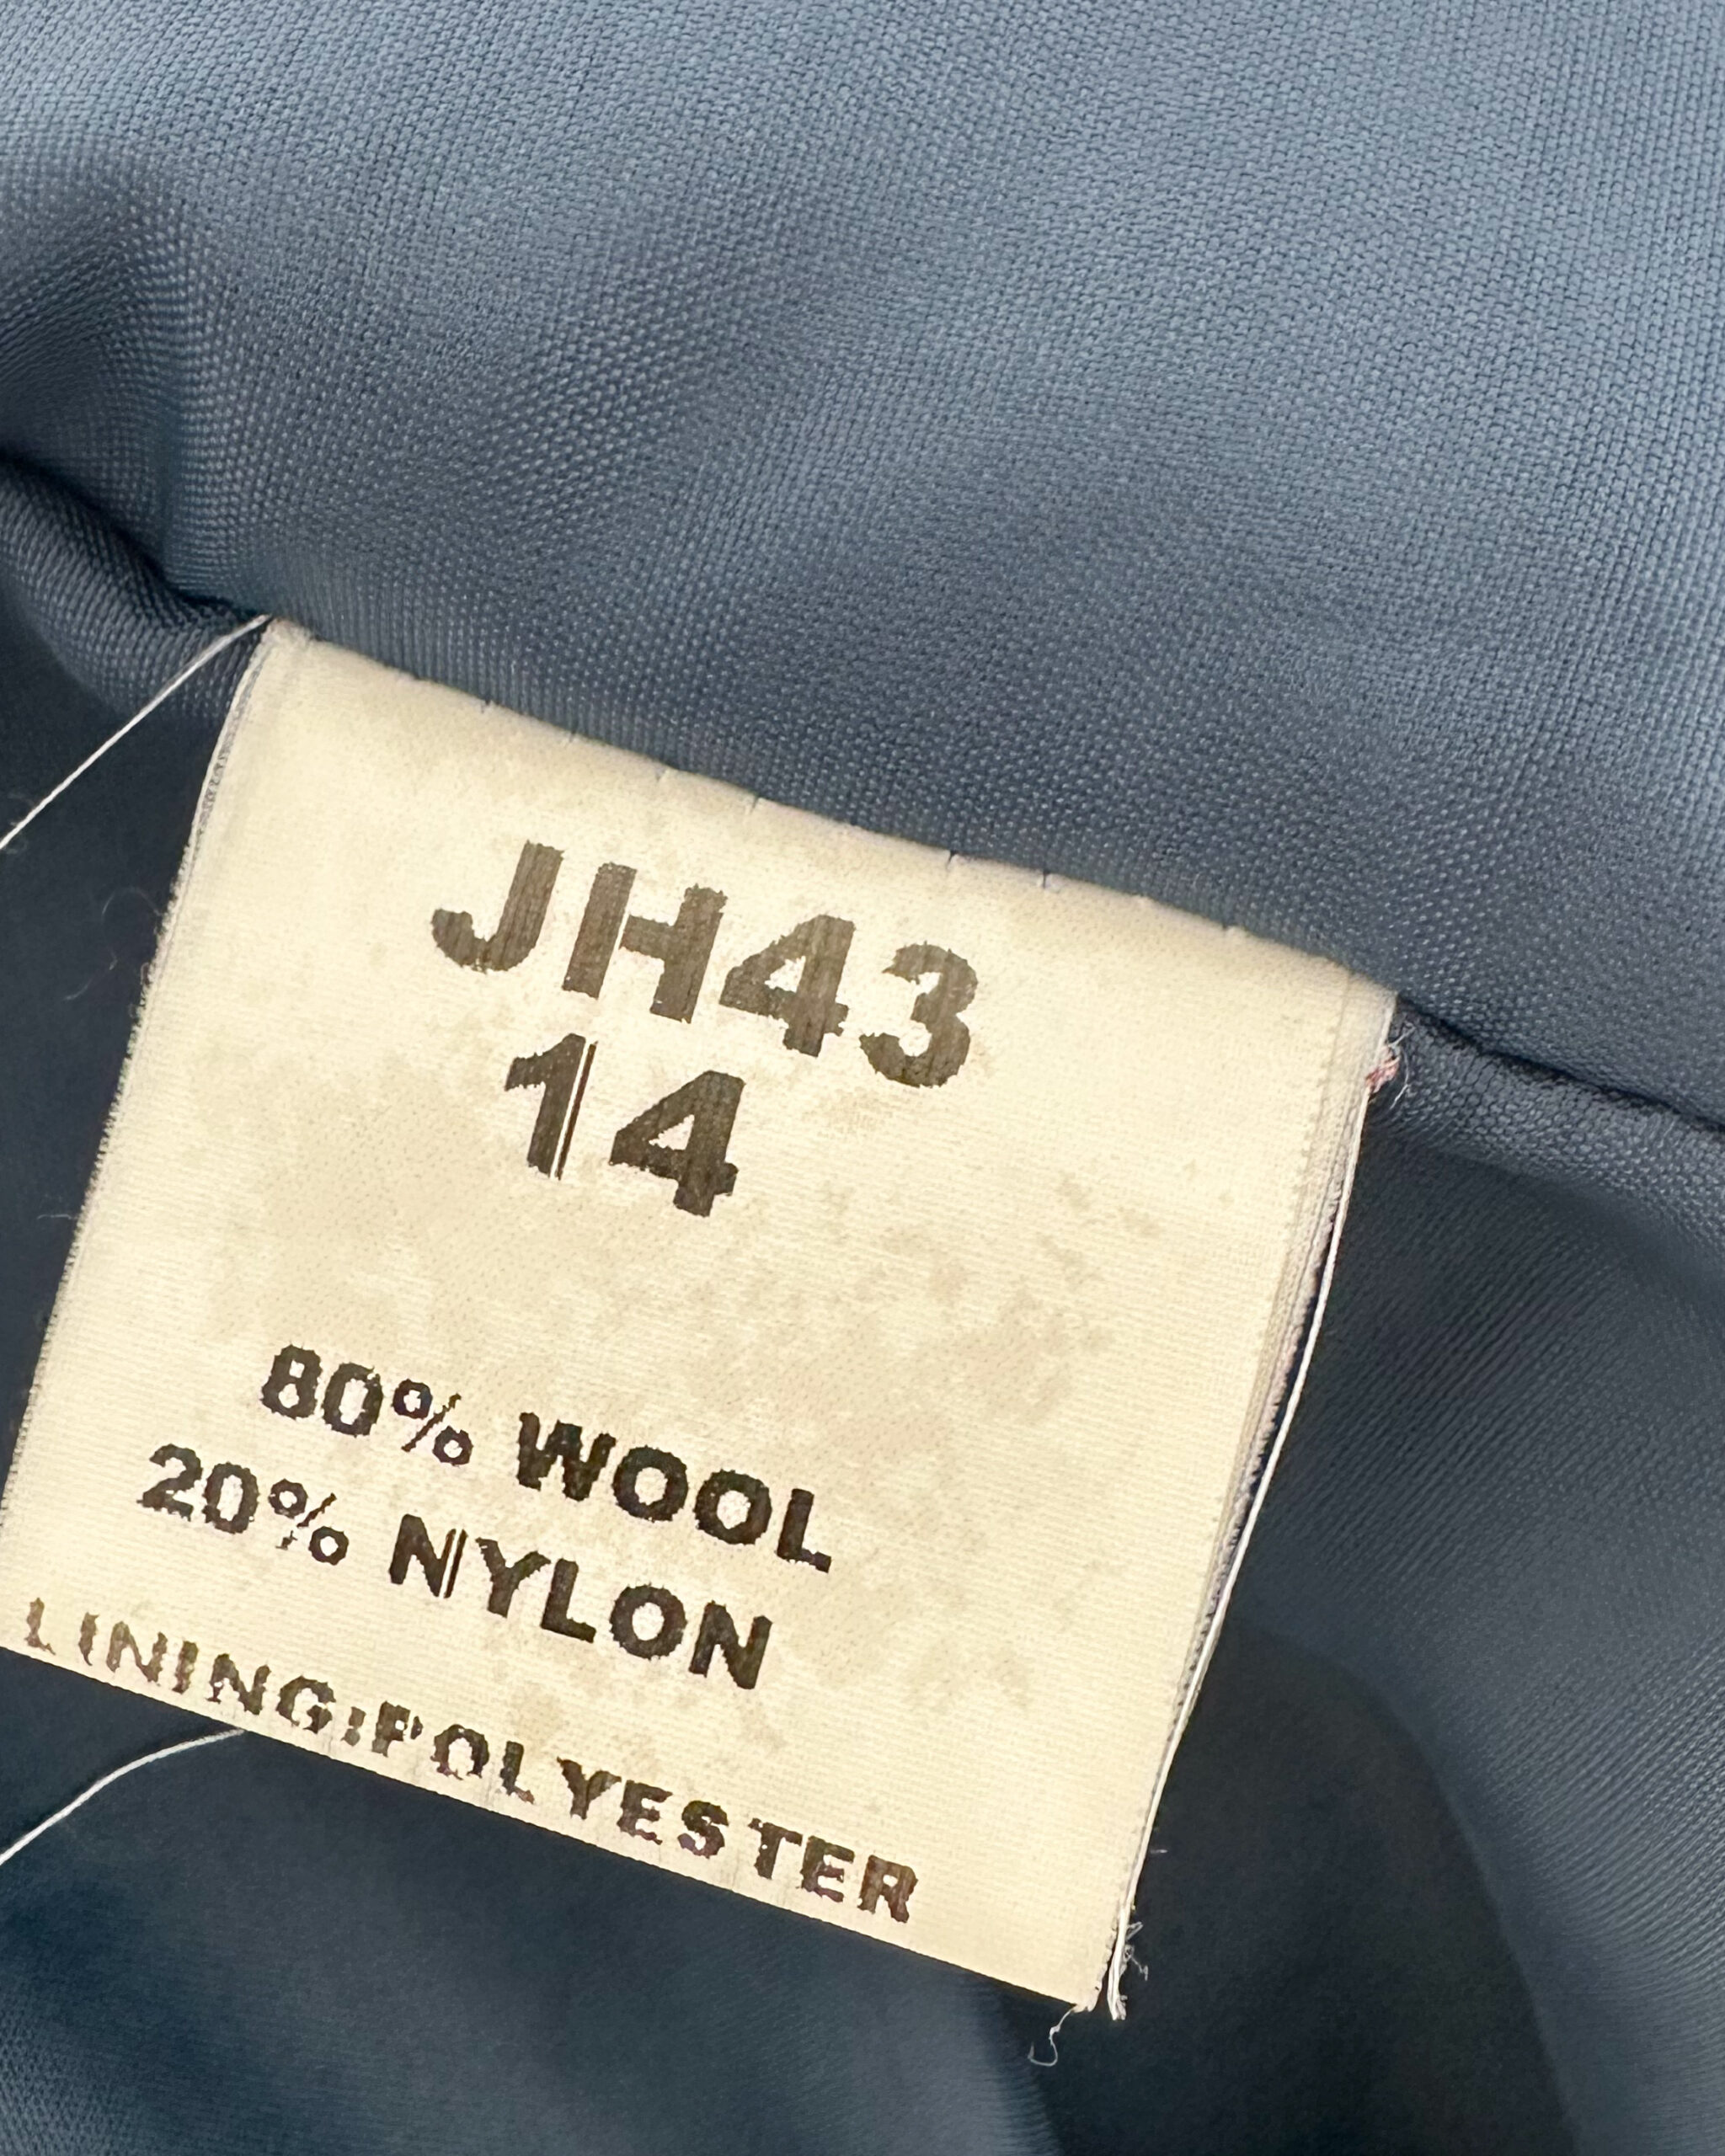 JH43
14
80% WOOL
20% NYLON
LINING:POLYESTER